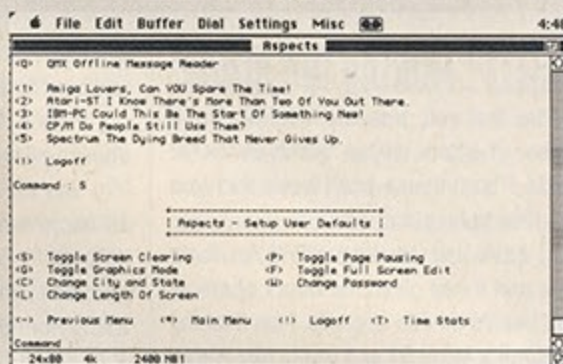 File Edit Buffer Dial Settings Misc 4:4
Aspects
<Q> QMX Offline Message Reader
<1> Amiga Lovers, Can YOU Spare The Time!
<2> Atari-ST I Know There's More Than Two Of You Out There.
<3> IBM-PC Could This Be The Start Of Something New!
<4> CP/M Do People Still Use Them?
<5> Spectrum The Dying Breed That Never Gives Up.
<!> Logoff
Command S
Aspects - Setup User Defaults
<S> Toggle Screen Clearing <P> Toggle Page Pausing
<G> Toggle Graphics Mode <F> Toggle Full Screen Edit
<C> Change City and State <W> Change Password
<L> Change Length Of Screen
<-> Previous Menu <*> Main Menu <!> Logoff <T> Time Stats
Command
24x80 4k 2400 N81